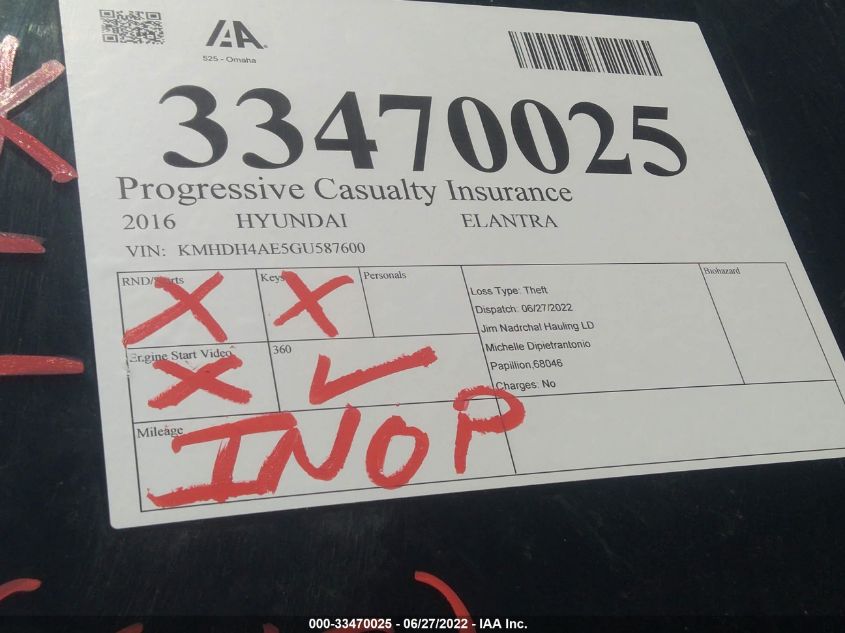 IAA
525 - Omaha
33470025
Progressive Casualty Insurance
2016 HYUNDAI ELANTRA
VIN: KMHDH4AE5GU587600
RND/Starts X
Keys X
Personals
Loss Type: Theft
Dispatch: 06/27/2022
Jim Nadrchal Hauling LD
Michelle Dipietrantonio
Papillion,68046
Charges: No
Biohazard
Engine Start Video X
360 ✓
Mileage
INOP
000-33470025 - 06/27/2022 - IAA Inc.